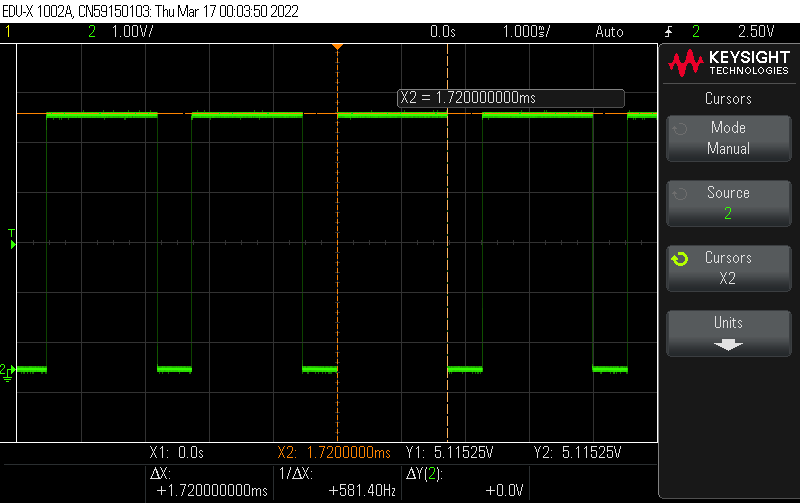 EDU-X 1002A, CN59150103: Thu Mar 17 00:03:50 2022
1 2 1.00V/ 0.0s 1.000ms/ Auto 2 2.50V
KEYSIGHT
TECHNOLOGIES
Cursors
X2 = 1.720000000ms
Mode
Manual
Source
2
T
Cursors
X2
Units
2
X1: 0.0s X2: 1.7200000ms Y1: 5.11525V Y2: 5.11525V
ΔX: 1/ΔX: ΔY(2):
+1.720000000ms +581.40Hz +0.0V